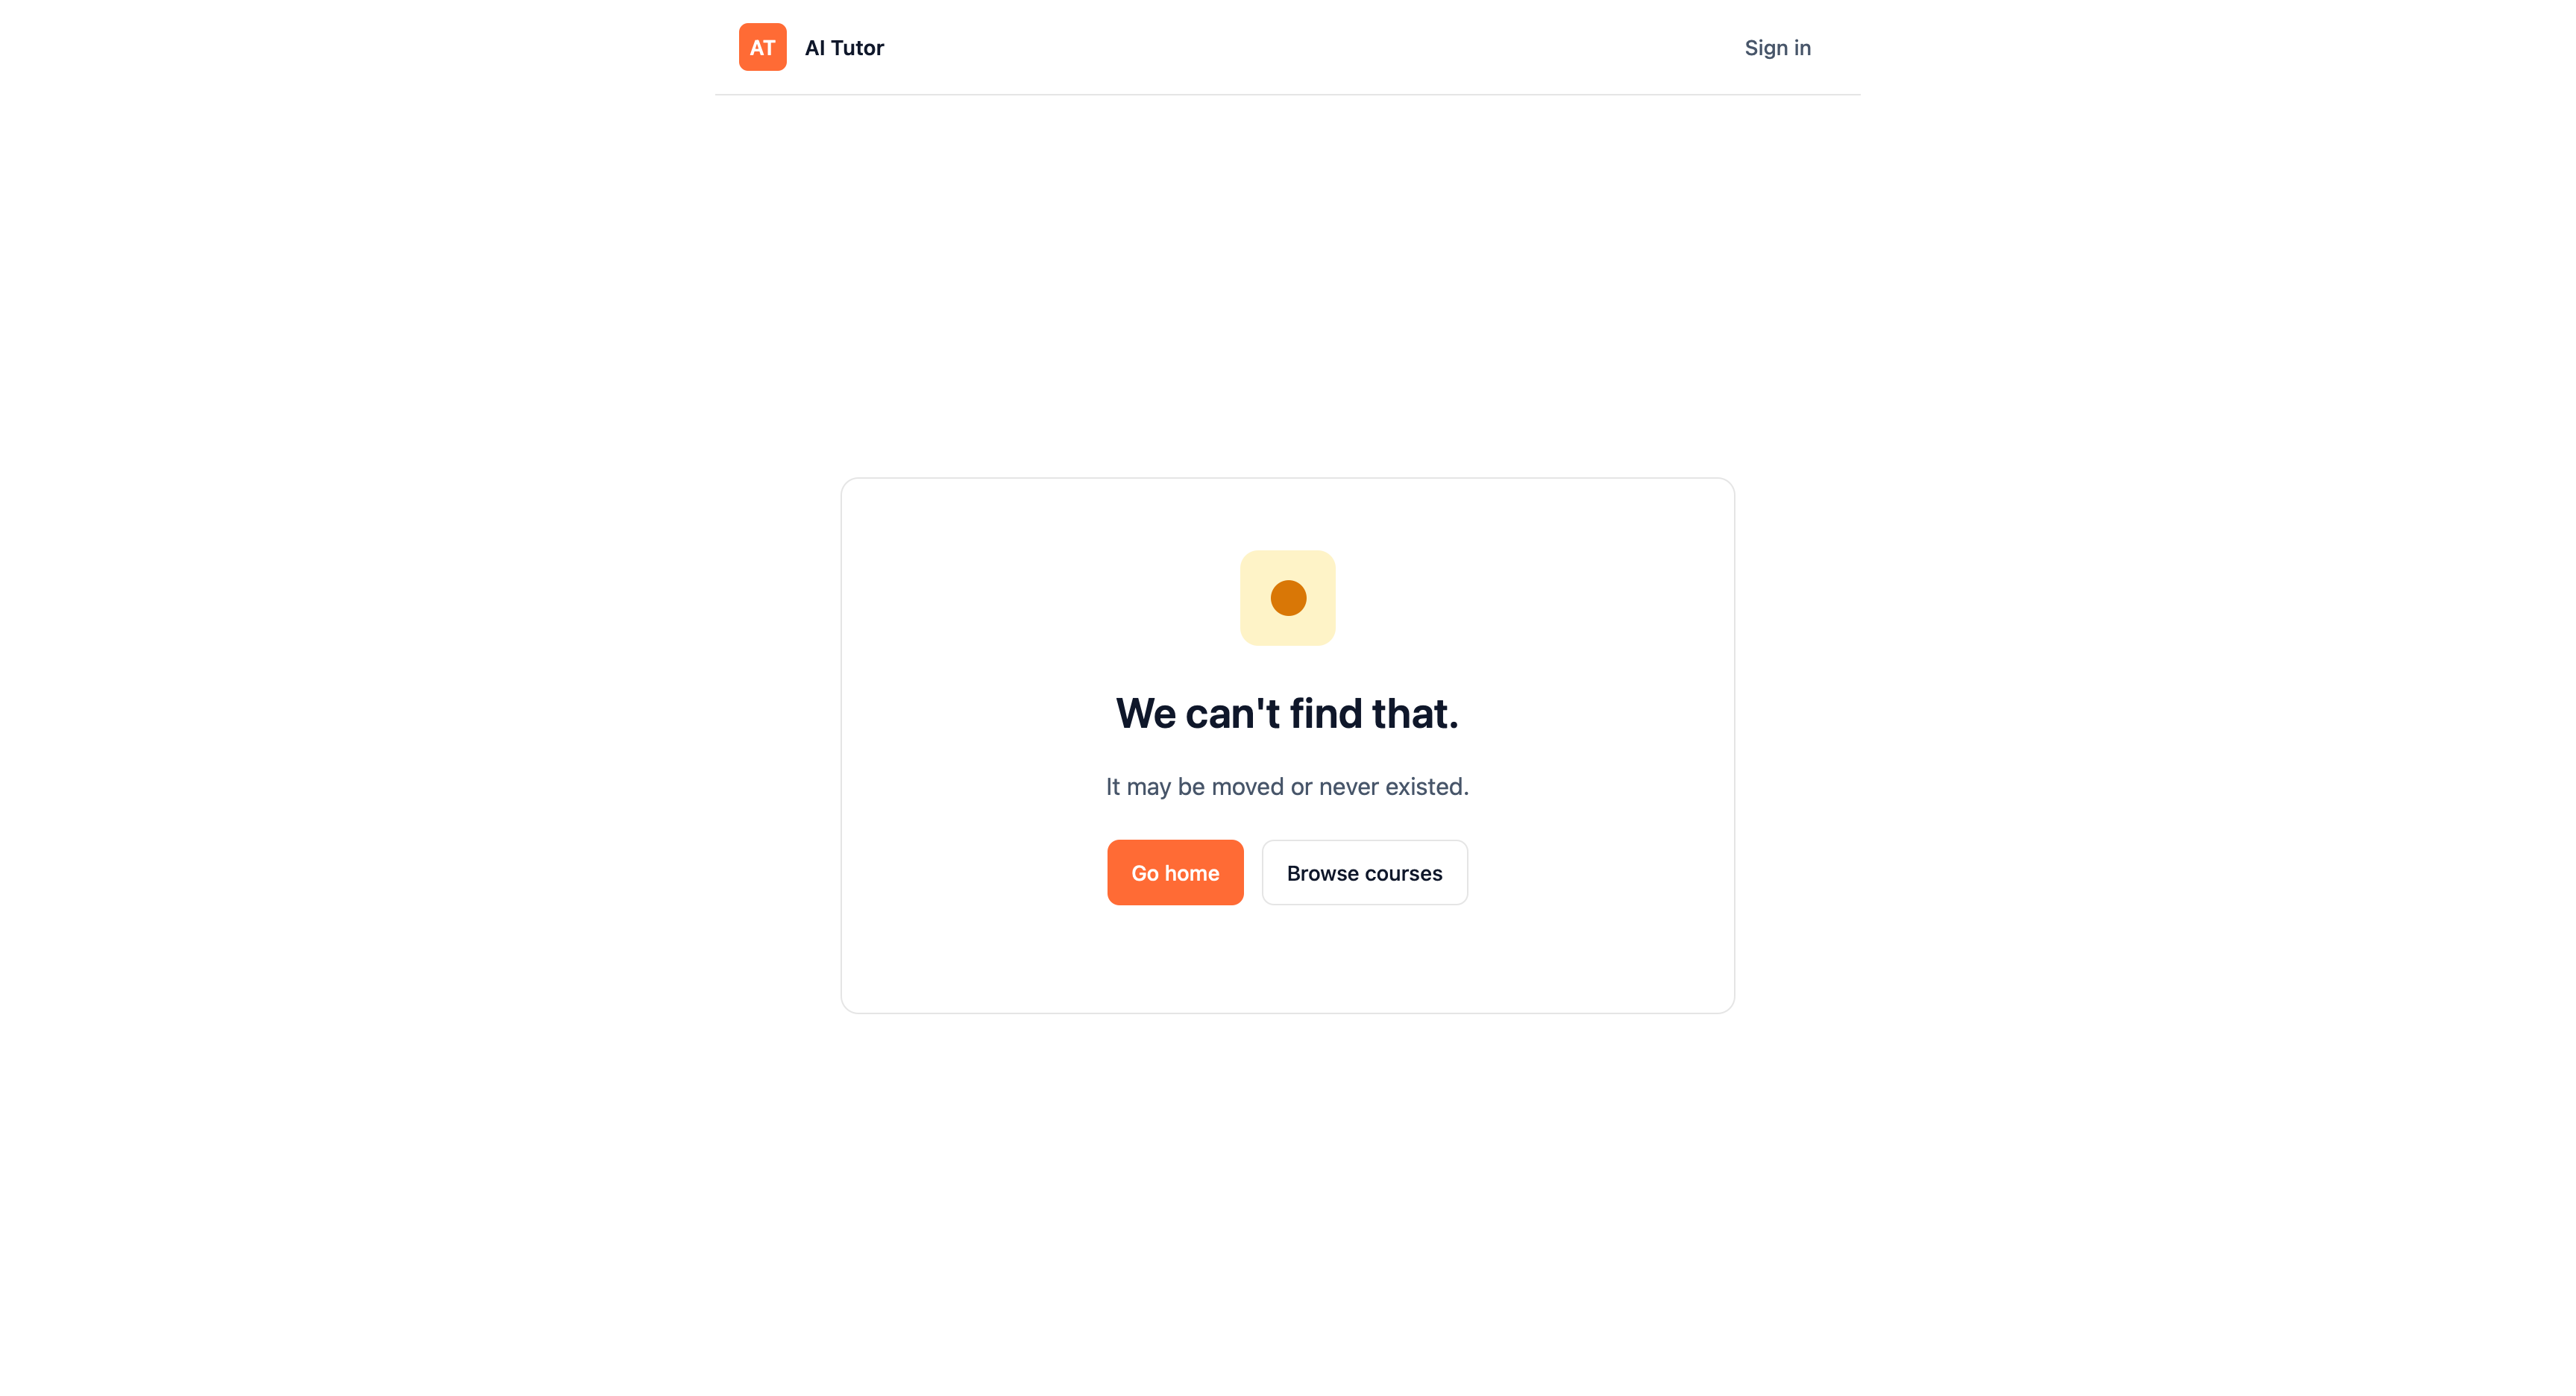 AT
AI Tutor
Sign in
We can't find that.
It may be moved or never existed.
Go home
Browse courses